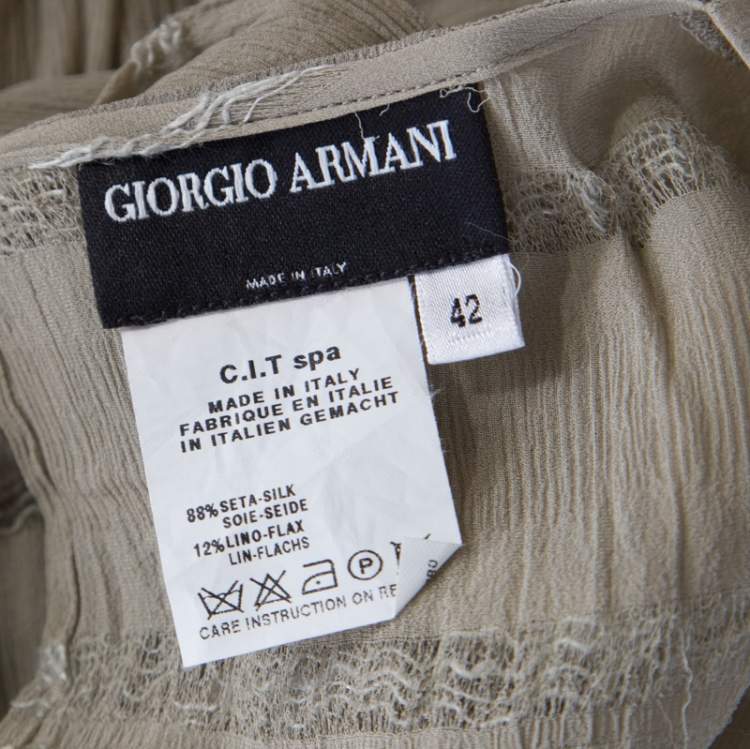 GIORGIO ARMANI
MADE IN ITALY
42
C.I.T spa
MADE IN ITALY
FABRIQUE EN ITALIE
IN ITALIEN GEMACHT
88%SETA-SILK
SOIE-SEIDE
12%LINO-FLAX
LIN-FLACHS
P
CARE INSTRUCTION ON